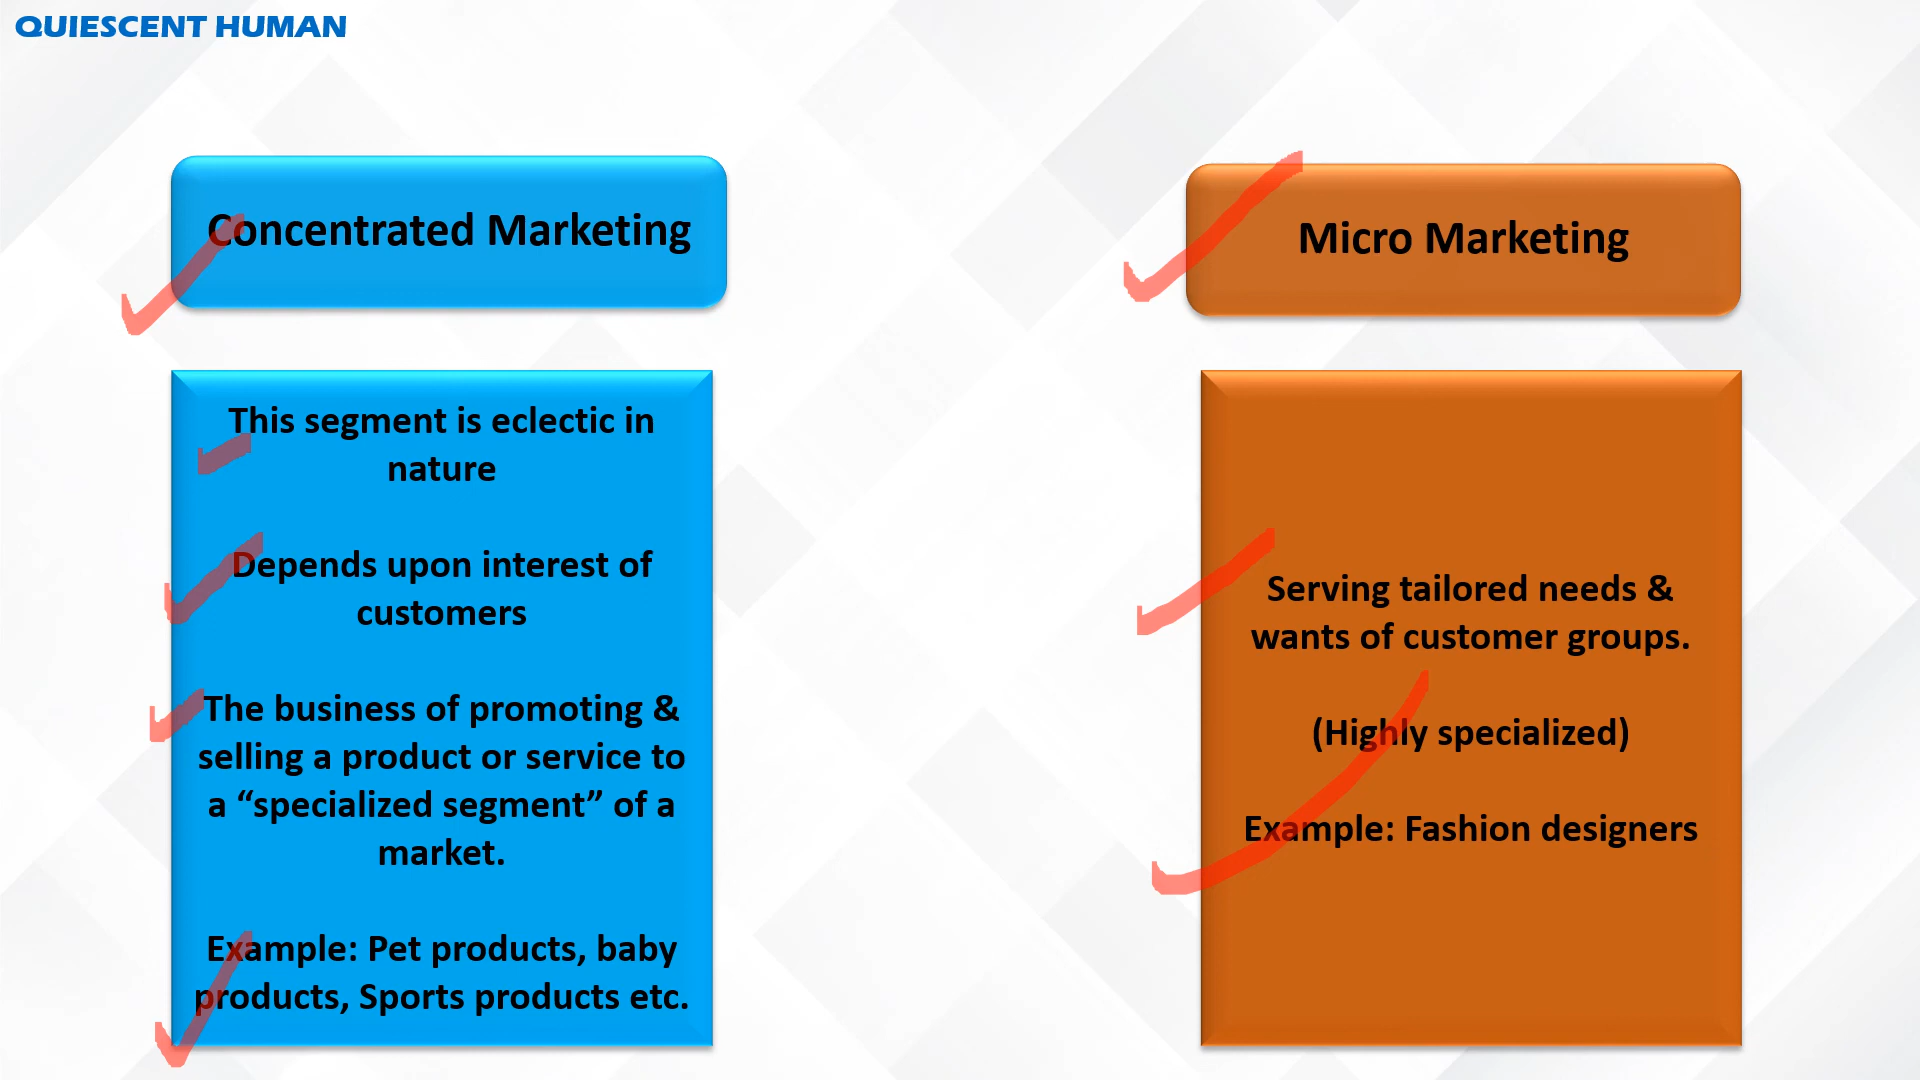 QUIESCENT HUMAN
Concentrated Marketing
This segment is eclectic in
nature
Depends upon interest of
customers
The business of promoting &
selling a product or service to
a “specialized segment” of a
market.
Example: Pet products, baby
products, Sports products etc.
Micro Marketing
Serving tailored needs &
wants of customer groups.
(Highly specialized)
Example: Fashion designers